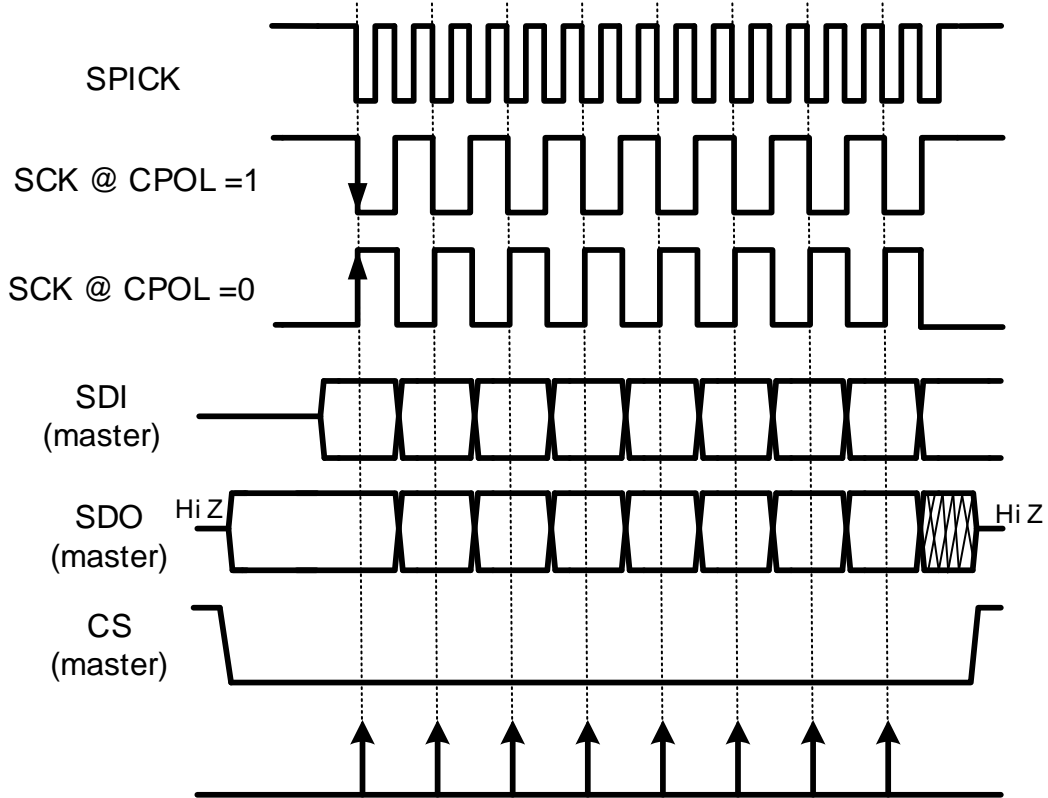 SPICK
SCK @ CPOL =1
SCK @ CPOL =0
SDI
(master)
Hi Z
SDO
(master)
Hi Z
CS
(master)